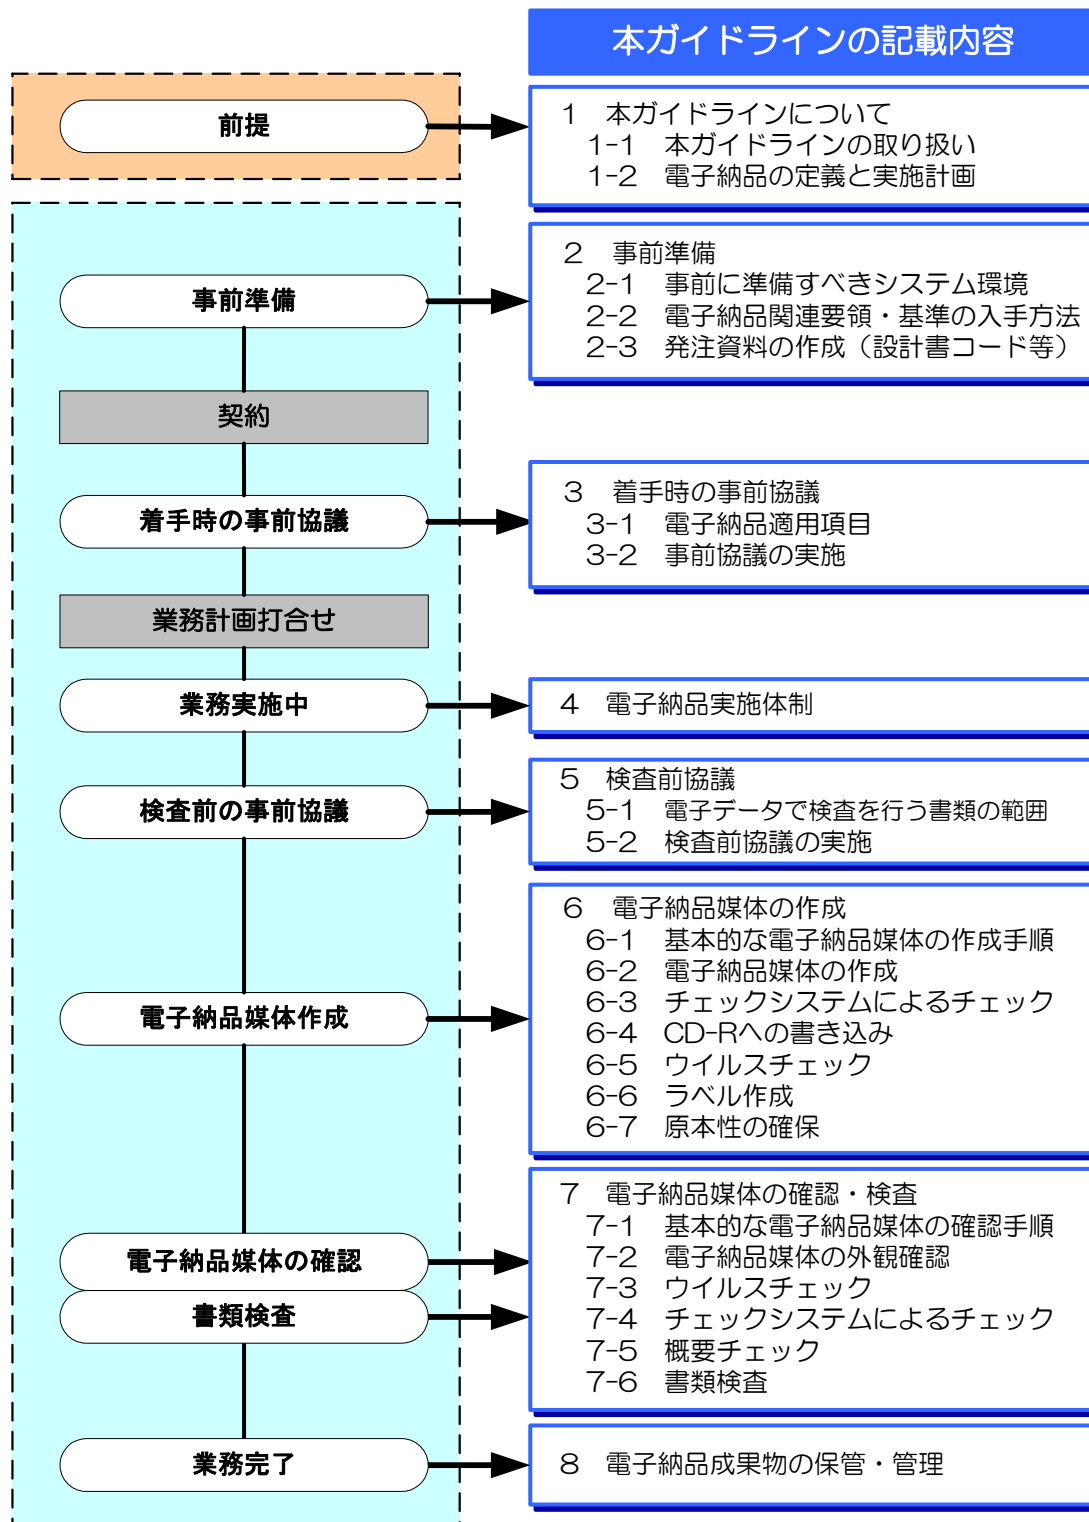 本ガイドラインの記載内容
前提
1 本ガイドラインについて
1-1 本ガイドラインの取り扱い
1-2 電子納品の定義と実施計画
事前準備
2 事前準備
2-1 事前に準備すべきシステム環境
2-2 電子納品関連要領・基準の入手方法
2-3 発注資料の作成（設計書コード等）
契約
着手時の事前協議
3 着手時の事前協議
3-1 電子納品適用項目
3-2 事前協議の実施
業務計画打合せ
業務実施中
4 電子納品実施体制
検査前の事前協議
5 検査前協議
5-1 電子データで検査を行う書類の範囲
5-2 検査前協議の実施
電子納品媒体作成
6 電子納品媒体の作成
6-1 基本的な電子納品媒体の作成手順
6-2 電子納品媒体の作成
6-3 チェックシステムによるチェック
6-4 CD-Rへの書き込み
6-5 ウイルスチェック
6-6 ラベル作成
6-7 原本性の確保
電子納品媒体の確認
書類検査
7 電子納品媒体の確認・検査
7-1 基本的な電子納品媒体の確認手順
7-2 電子納品媒体の外観確認
7-3 ウイルスチェック
7-4 チェックシステムによるチェック
7-5 概要チェック
7-6 書類検査
業務完了
8 電子納品成果物の保管・管理